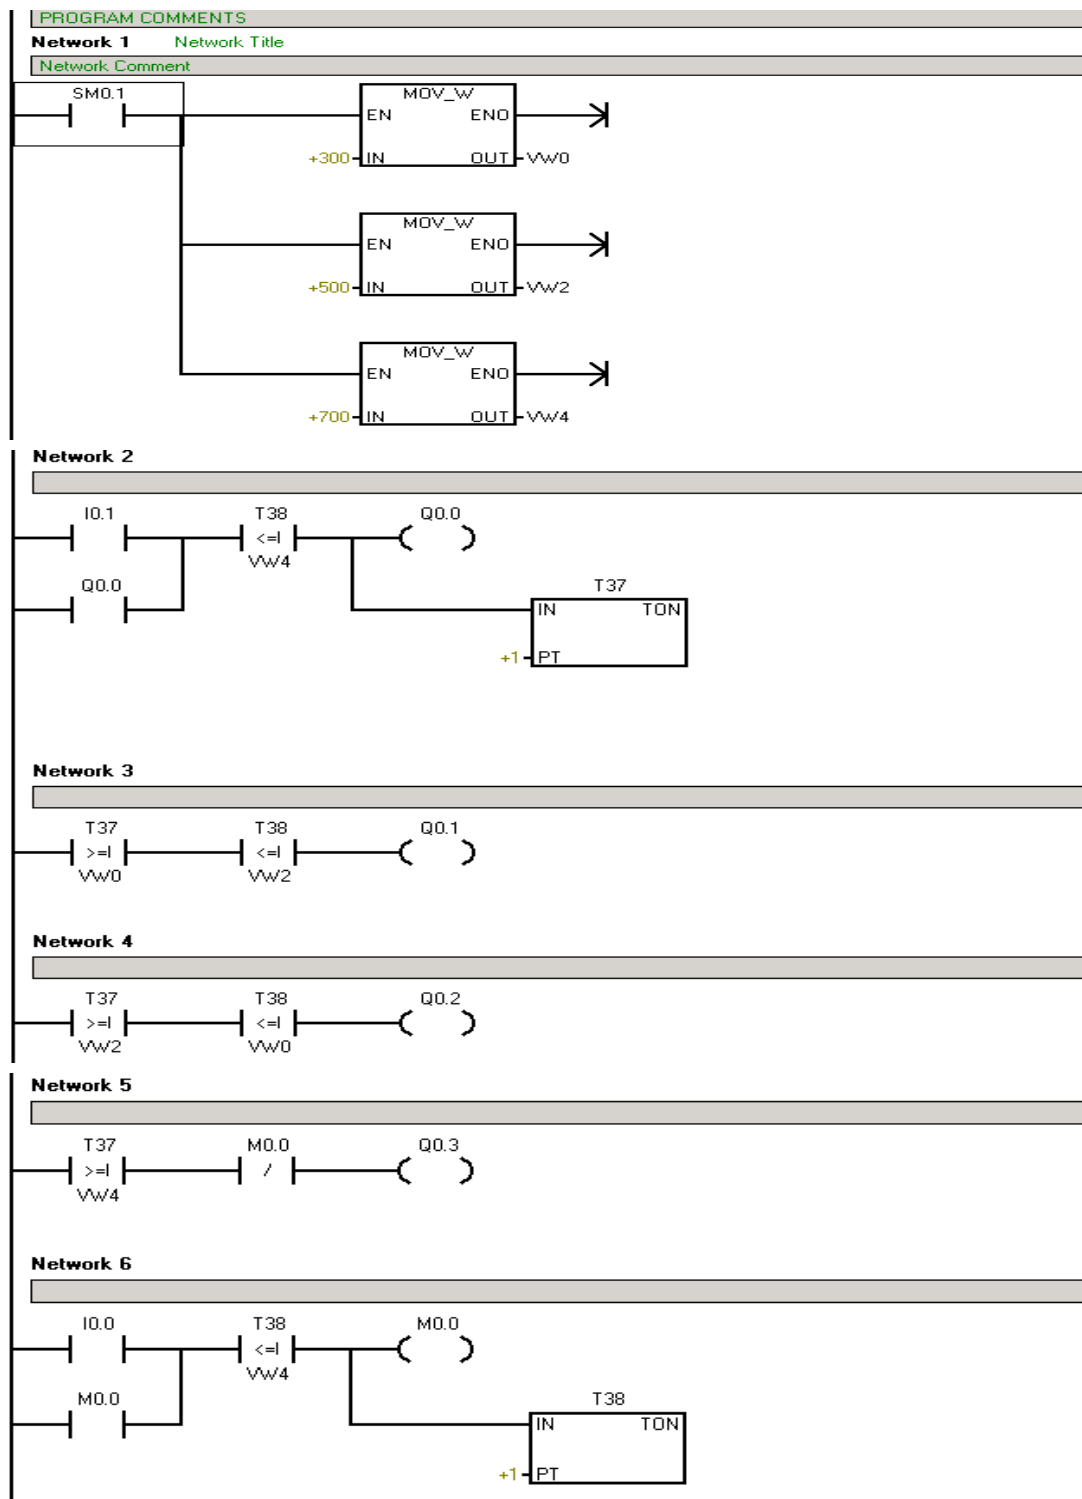 PROGRAM COMMENTS
Network 1 Network Title
Network Comment
SM0.1
MOV_W
EN ENO
+300 IN OUT VW0
MOV_W
EN ENO
+500 IN OUT VW2
MOV_W
EN ENO
+700 IN OUT VW4
Network 2
I0.1 T38 Q0.0
<=I
VW4
Q0.0 T37
IN TON
+1 PT
Network 3
T37 T38 Q0.1
>=I <=I
VW0 VW2
Network 4
T37 T38 Q0.2
>=I <=I
VW2 VW0
Network 5
T37 M0.0 Q0.3
>=I /
VW4
Network 6
I0.0 T38 M0.0
<=I
VW4
M0.0 T38
IN TON
+1 PT